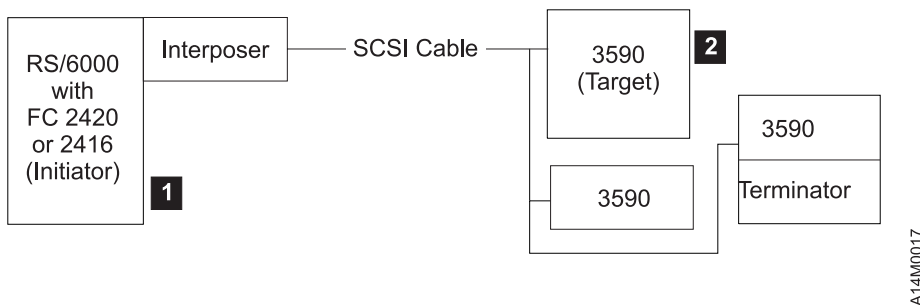 RS/6000
with
FC 2420
or 2416
(Initiator)
1
Interposer
SCSI Cable
3590
(Target)
2
3590
3590
Terminator
A14M0017